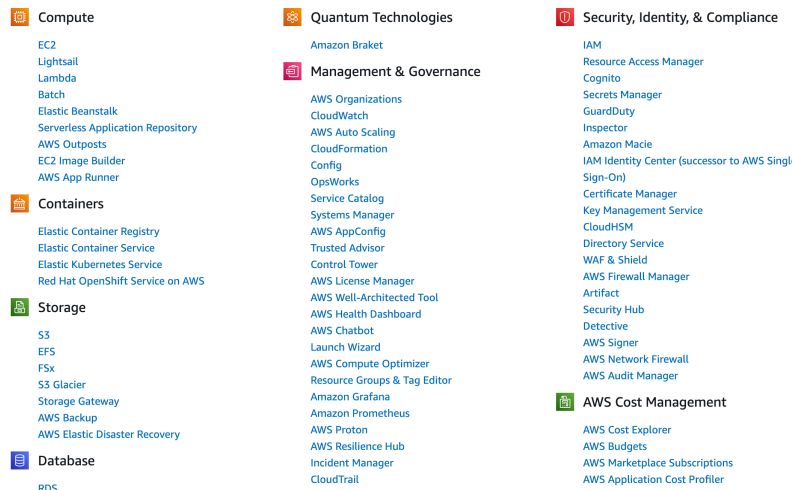 Compute
EC2
Lightsail
Lambda
Batch
Elastic Beanstalk
Serverless Application Repository
AWS Outposts
EC2 Image Builder
AWS App Runner
Containers
Elastic Container Registry
Elastic Container Service
Elastic Kubernetes Service
Red Hat OpenShift Service on AWS
Storage
S3
EFS
FSx
S3 Glacier
Storage Gateway
AWS Backup
AWS Elastic Disaster Recovery
Database
RDS
Quantum Technologies
Amazon Braket
Management & Governance
AWS Organizations
CloudWatch
AWS Auto Scaling
CloudFormation
Config
OpsWorks
Service Catalog
Systems Manager
AWS AppConfig
Trusted Advisor
Control Tower
AWS License Manager
AWS Well-Architected Tool
AWS Health Dashboard
AWS Chatbot
Launch Wizard
AWS Compute Optimizer
Resource Groups & Tag Editor
Amazon Grafana
Amazon Prometheus
AWS Proton
AWS Resilience Hub
Incident Manager
CloudTrail
Security, Identity, & Compliance
IAM
Resource Access Manager
Cognito
Secrets Manager
GuardDuty
Inspector
Amazon Macie
IAM Identity Center (successor to AWS Single
Sign-On)
Certificate Manager
Key Management Service
CloudHSM
Directory Service
WAF & Shield
AWS Firewall Manager
Artifact
Security Hub
Detective
AWS Signer
AWS Network Firewall
AWS Audit Manager
AWS Cost Management
AWS Cost Explorer
AWS Budgets
AWS Marketplace Subscriptions
AWS Application Cost Profiler